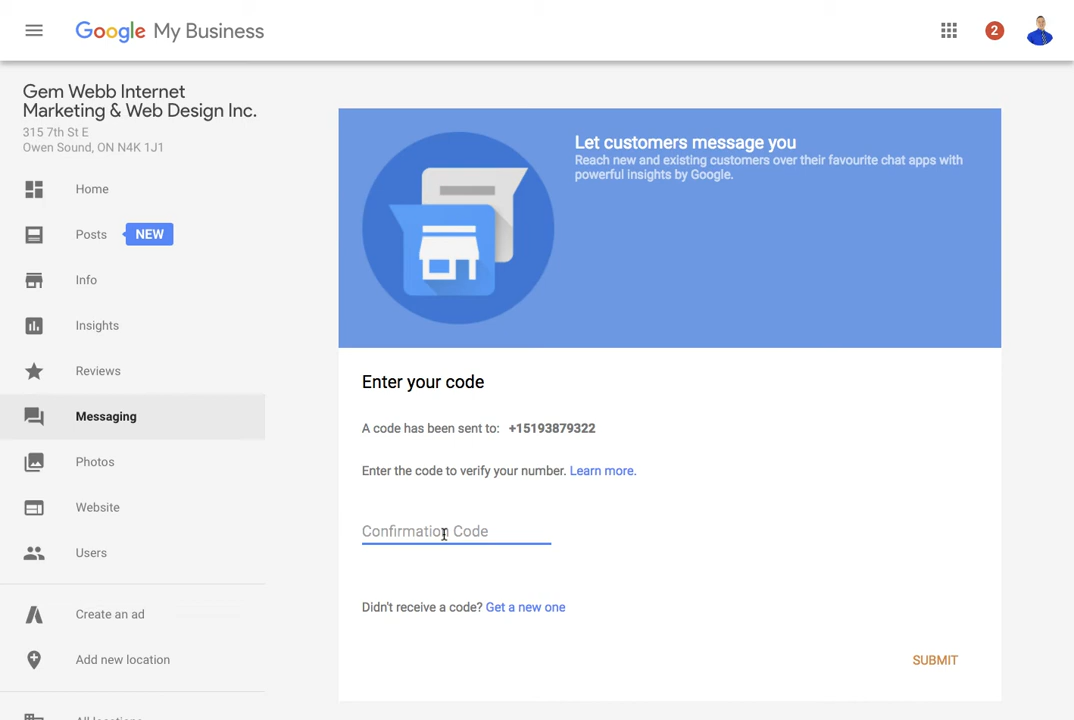 Google My Business
2
Gem Webb Internet
Marketing & Web Design Inc.
315 7th St E
Owen Sound, ON N4K 1J1
Home
Posts NEW
Info
Insights
Reviews
Messaging
Photos
Website
Users
Create an ad
Add new location
All locations
Let customers message you
Reach new and existing customers over their favourite chat apps with
powerful insights by Google.
Enter your code
A code has been sent to: +15193879322
Enter the code to verify your number. Learn more.
Confirmation Code
Didn't receive a code? Get a new one
SUBMIT